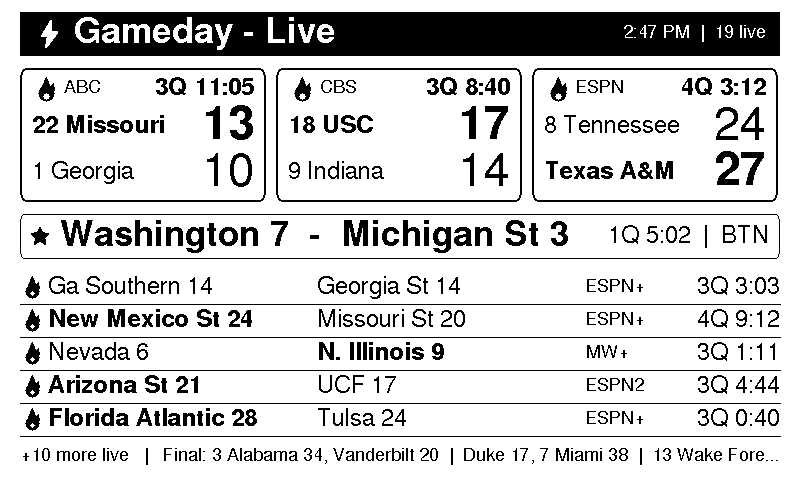 Gameday - Live 2:47 PM | 19 live
ABC 3Q 11:05
22 Missouri 13
1 Georgia 10
CBS 3Q 8:40
18 USC 17
9 Indiana 14
ESPN 4Q 3:12
8 Tennessee 24
Texas A&M 27
Washington 7 - Michigan St 3 1Q 5:02 | BTN
Ga Southern 14 Georgia St 14 ESPN+ 3Q 3:03
New Mexico St 24 Missouri St 20 ESPN+ 4Q 9:12
Nevada 6 N. Illinois 9 MW+ 3Q 1:11
Arizona St 21 UCF 17 ESPN2 3Q 4:44
Florida Atlantic 28 Tulsa 24 ESPN+ 3Q 0:40
+10 more live | Final: 3 Alabama 34, Vanderbilt 20 | Duke 17, 7 Miami 38 | 13 Wake Fore...